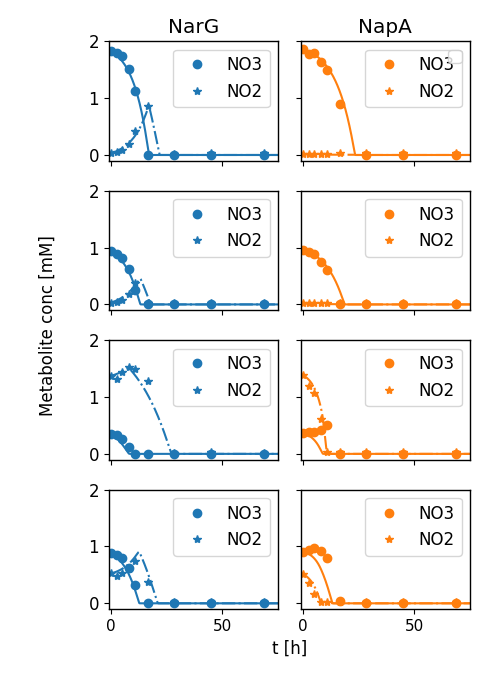 NarG NapA
2
NO3 NO3
NO2 NO2
1
0
2
NO3 NO3
NO2 NO2
1
0
Metabolite conc [mM]
2
NO3 NO3
NO2 NO2
1
0
2
NO3 NO3
NO2 NO2
1
0
0 50 0 50
t [h]